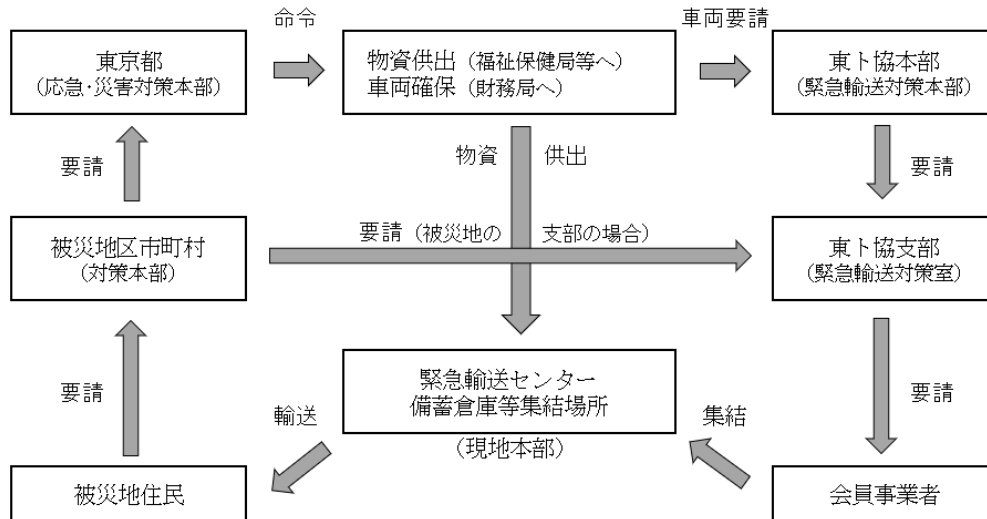 命令
車両要請
東京都
（応急・災害対策本部）
物資供出（福祉保健局等へ）
車両確保（財務局へ）
東ト協本部
（緊急輸送対策本部）
要請
物資 供出
要請
被災地区市町村
（対策本部）
要請（被災地の 支部の場合）
東ト協支部
（緊急輸送対策室）
要請
輸送
緊急輸送センター
備蓄倉庫等集結場所
（現地本部）
集結
要請
被災地住民
会員事業者